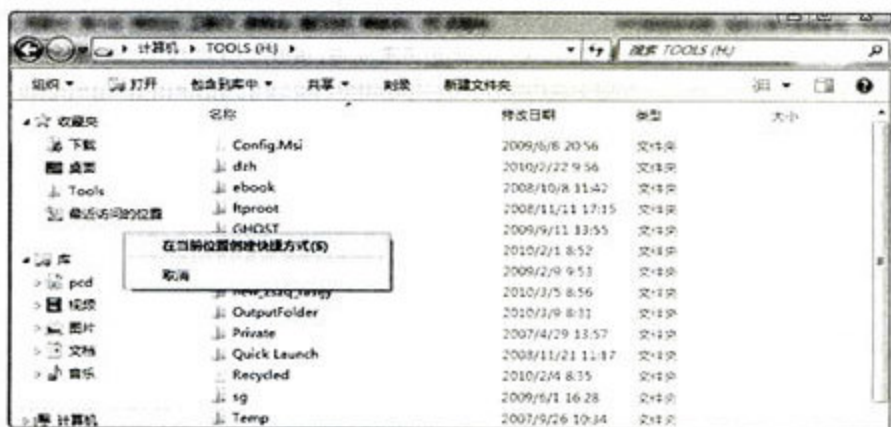 计算机 ▸ TOOLS (H:) ▸
搜索 TOOLS (H:)
组织 打开 包含到库中 共享 刻录 新建文件夹
名称 修改日期 类型 大小
收藏夹
下载
桌面
Tools
最近访问的位置
库
pcd
视频
图片
文档
音乐
计算机
在当前位置创建快捷方式(S)
取消
Config.Msi 2009/6/8 20:56 文件夹
dzh 2010/2/22 9:56 文件夹
ebook 2008/10/8 11:42 文件夹
ftproot 2008/11/11 17:15 文件夹
GHOST 2009/9/11 13:55 文件夹
2010/2/1 8:52 文件夹
2009/2/9 9:53 文件夹
2010/3/5 8:56 文件夹
OutputFolder 2010/3/9 8:31 文件夹
Private 2007/4/29 13:57 文件夹
Quick Launch 2008/11/21 11:17 文件夹
Recycled 2010/2/4 8:35 文件夹
sg 2009/6/1 16:28 文件夹
Temp 2007/9/26 10:34 文件夹